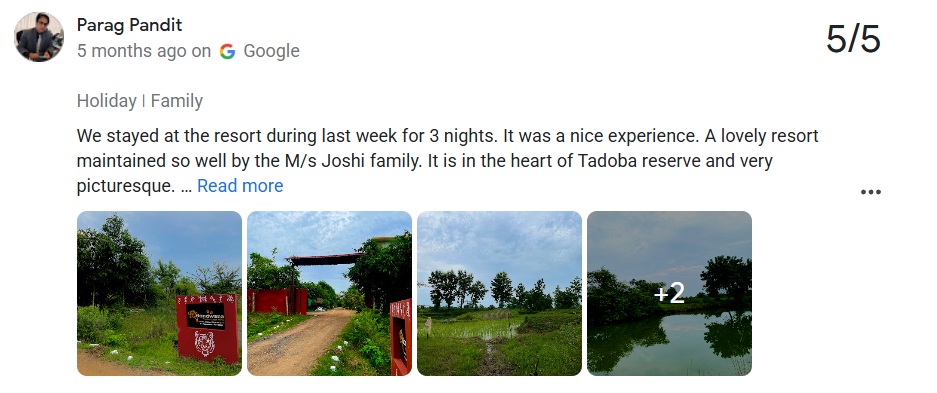 Parag Pandit
5/5
5 months ago on Google
Holiday | Family
We stayed at the resort during last week for 3 nights. It was a nice experience. A lovely resort
maintained so well by the M/s Joshi family. It is in the heart of Tadoba reserve and very
picturesque. ... Read more
+2